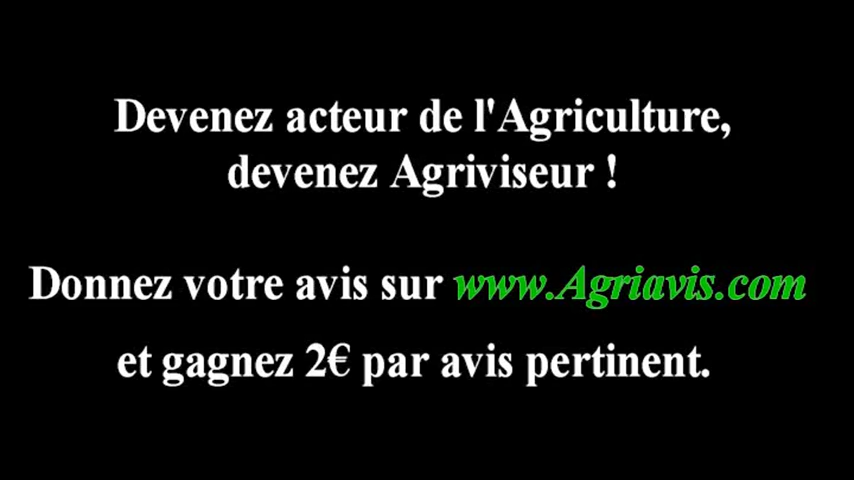 Devenez acteur de l'Agriculture,
devenez Agriviseur !
Donnez votre avis sur www.Agriavis.com
et gagnez 2€ par avis pertinent.